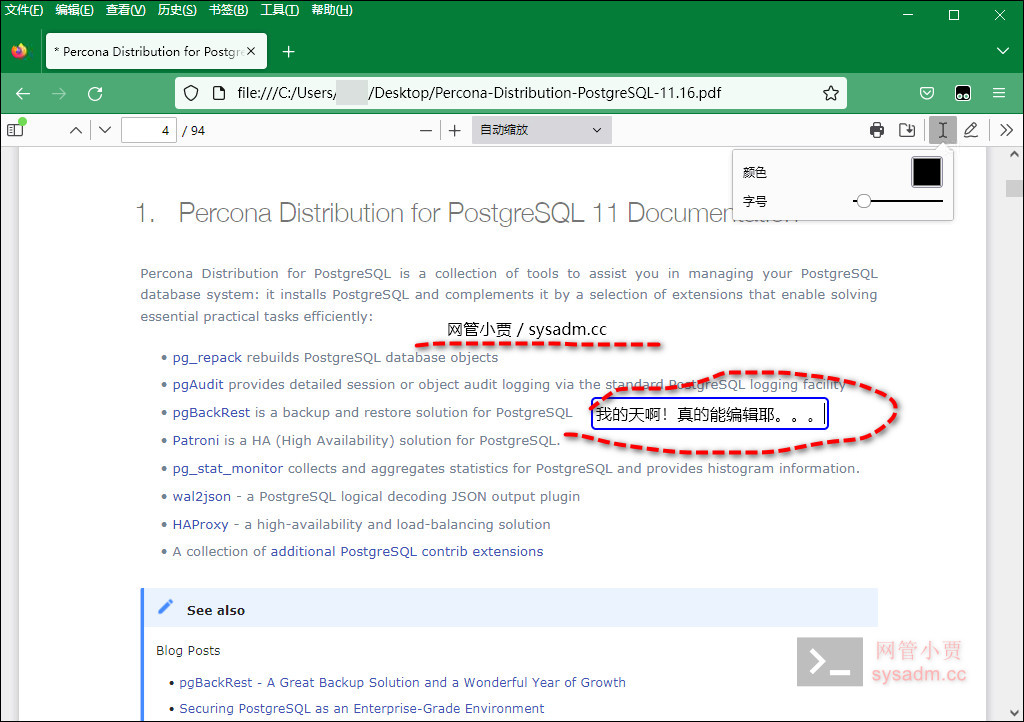 文件(F) 编辑(E) 查看(V) 历史(S) 书签(B) 工具(T) 帮助(H)
* Percona Distribution for Postgre
file:///C:/Users/ /Desktop/Percona-Distribution-PostgreSQL-11.16.pdf
4 / 94 自动缩放
颜色
字号
1. Percona Distribution for PostgreSQL 11 Documentation
Percona Distribution for PostgreSQL is a collection of tools to assist you in managing your PostgreSQL
database system: it installs PostgreSQL and complements it by a selection of extensions that enable solving
essential practical tasks efficiently:
网管小贾 / sysadm.cc
• pg_repack rebuilds PostgreSQL database objects
• pgAudit provides detailed session or object audit logging via the standard PostgreSQL logging facility
• pgBackRest is a backup and restore solution for PostgreSQL
我的天啊！真的能编辑耶。。。
• Patroni is a HA (High Availability) solution for PostgreSQL.
• pg_stat_monitor collects and aggregates statistics for PostgreSQL and provides histogram information.
• wal2json - a PostgreSQL logical decoding JSON output plugin
• HAProxy - a high-availability and load-balancing solution
• A collection of additional PostgreSQL contrib extensions
See also
Blog Posts
• pgBackRest - A Great Backup Solution and a Wonderful Year of Growth
• Securing PostgreSQL as an Enterprise-Grade Environment
网管小贾
sysadm.cc